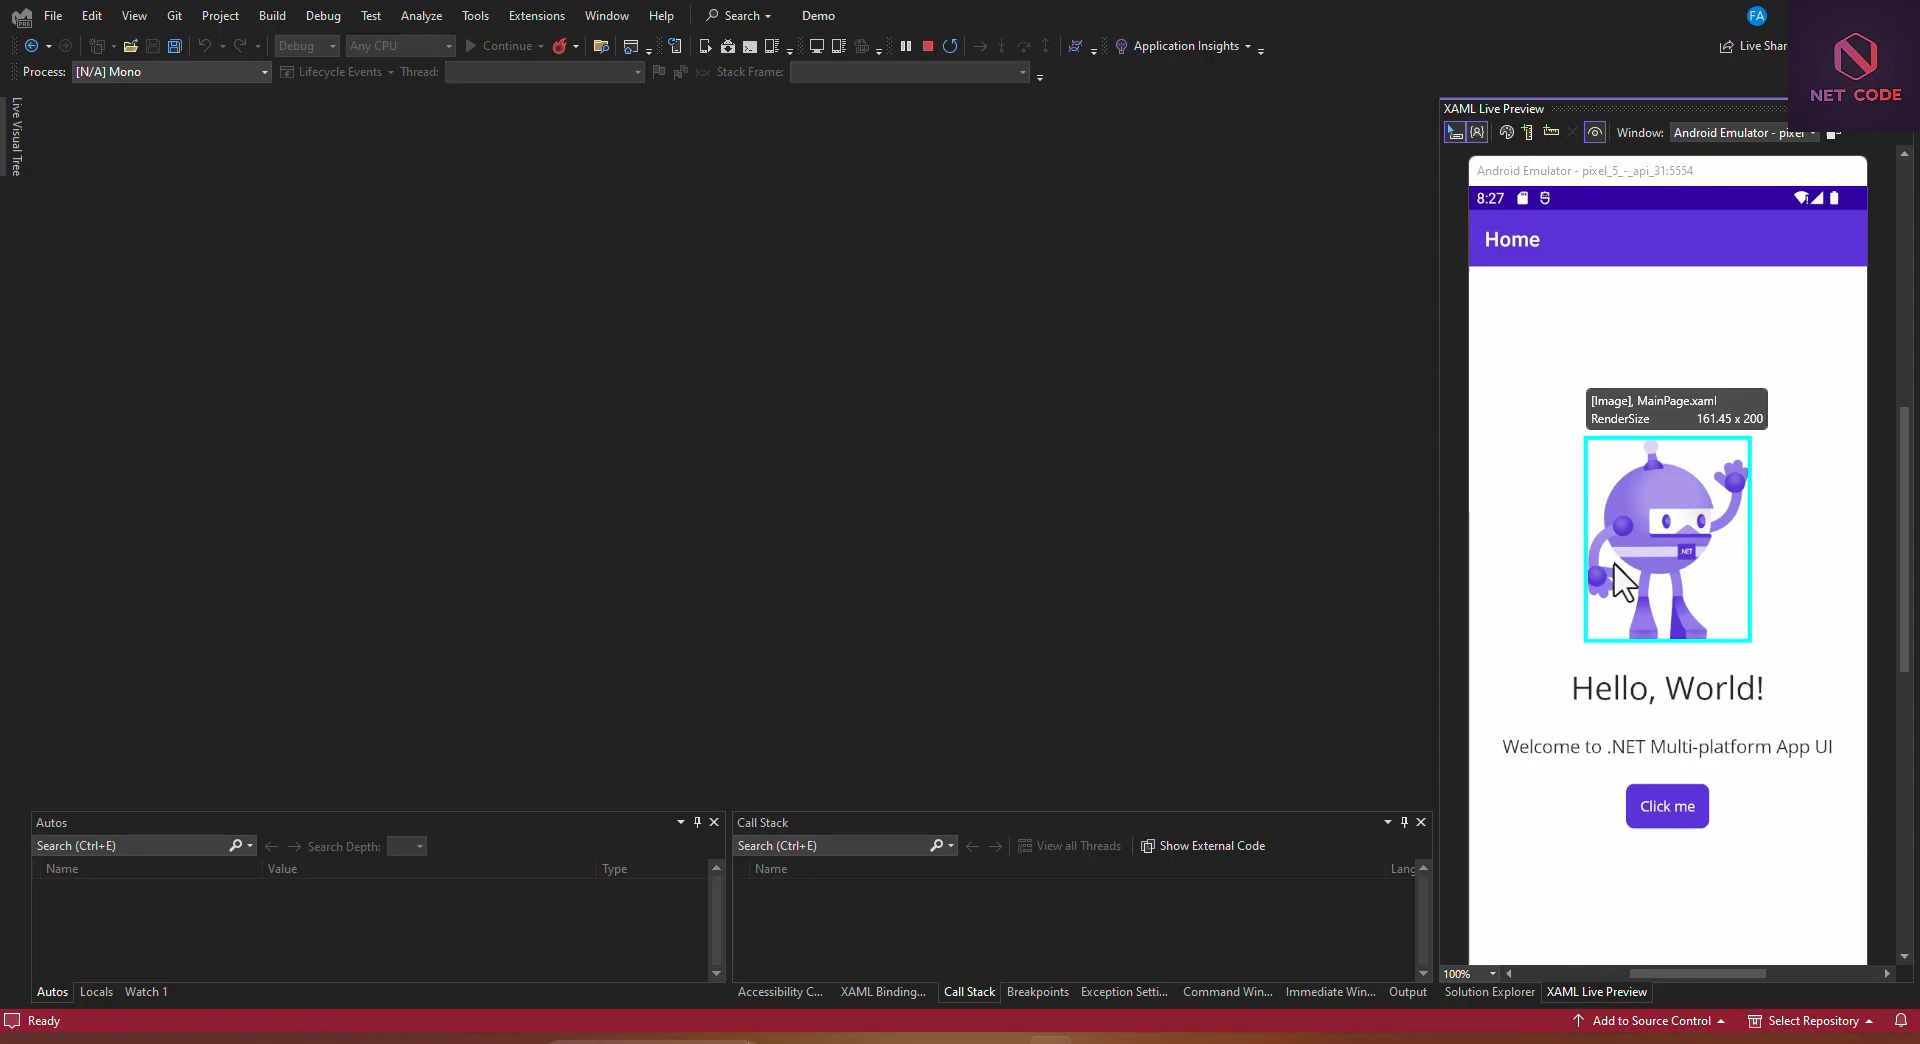 File Edit View Git Project Build Debug Test Analyze Tools Extensions Window Help Search Demo
FA
Debug Any CPU Continue Application Insights Live Shar
NET CODE
Process: [N/A] Mono Lifecycle Events Thread: Stack Frame:
Live Visual Tree
XAML Live Preview
Window: Android Emulator - pixel
Android Emulator - pixel_5_-_api_31:5554
8:27
Home
[Image], MainPage.xaml
RenderSize 161.45 x 200
.NET
Hello, World!
Welcome to .NET Multi-platform App UI
Click me
Autos
Search (Ctrl+E) Search Depth:
Name Value Type
Call Stack
Search (Ctrl+E) View all Threads Show External Code
Name Lang
100%
Autos Locals Watch 1
Accessibility C... XAML Binding... Call Stack Breakpoints Exception Setti... Command Win... Immediate Win... Output
Solution Explorer XAML Live Preview
Ready Add to Source Control Select Repository